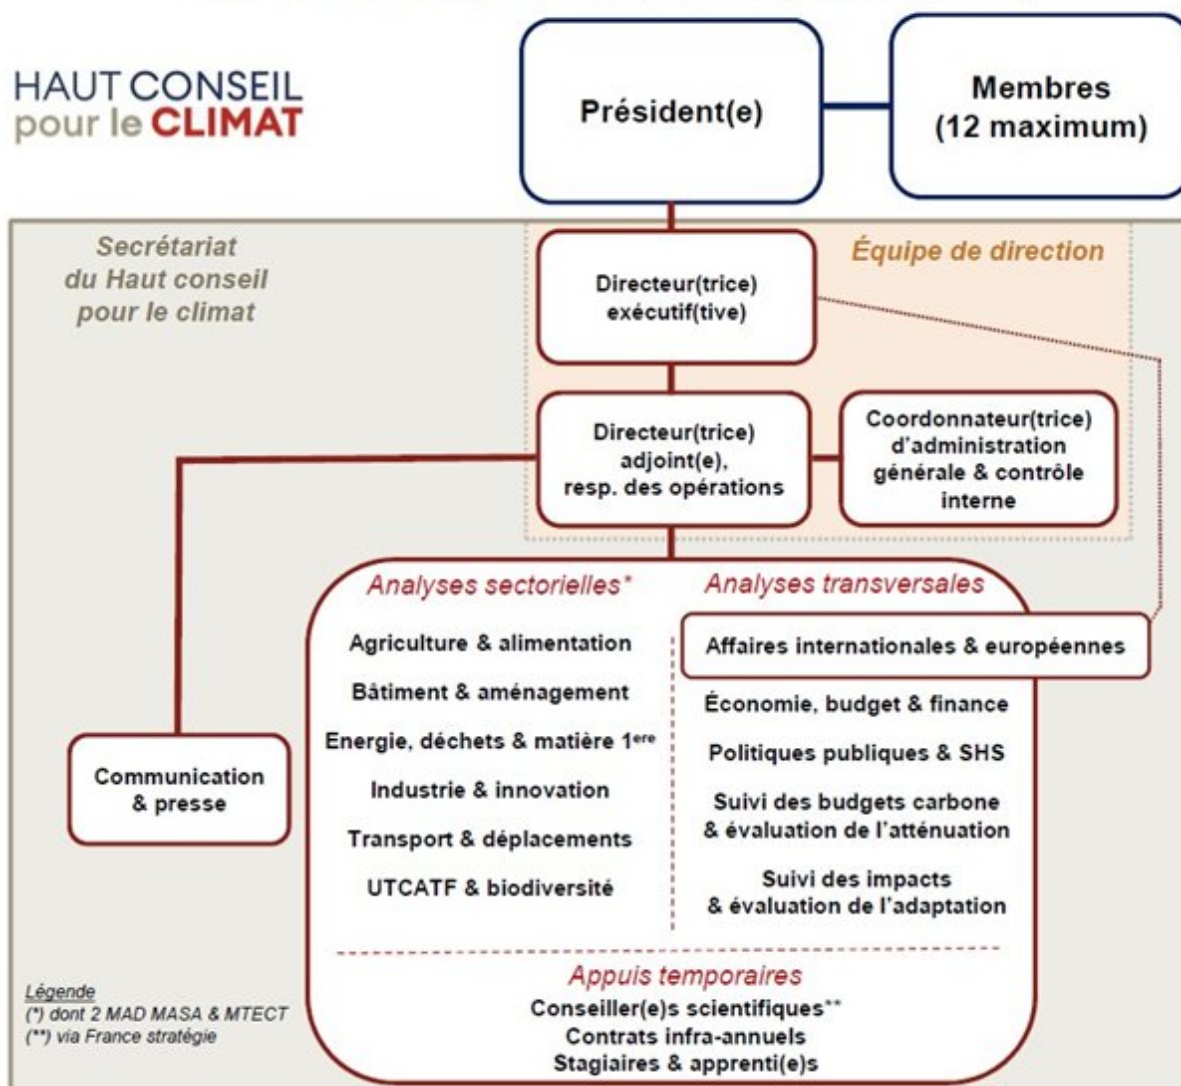 HAUT CONSEIL
pour le CLIMAT
Président(e)
Membres
(12 maximum)
Secrétariat
du Haut conseil
pour le climat
Équipe de direction
Directeur(trice)
exécutif(tive)
Directeur(trice)
adjoint(e),
resp. des opérations
Coordonnateur(trice)
d'administration
générale & contrôle
interne
Communication
& presse
Analyses sectorielles*
Agriculture & alimentation
Bâtiment & aménagement
Energie, déchets & matière 1ere
Industrie & innovation
Transport & déplacements
UTCATF & biodiversité
Analyses transversales
Affaires internationales & européennes
Économie, budget & finance
Politiques publiques & SHS
Suivi des budgets carbone
& évaluation de l'atténuation
Suivi des impacts
& évaluation de l'adaptation
Appuis temporaires
Conseiller(e)s scientifiques**
Contrats infra-annuels
Stagiaires & apprenti(e)s
Légende
(*) dont 2 MAD MASA & MTECT
(**) via France stratégie